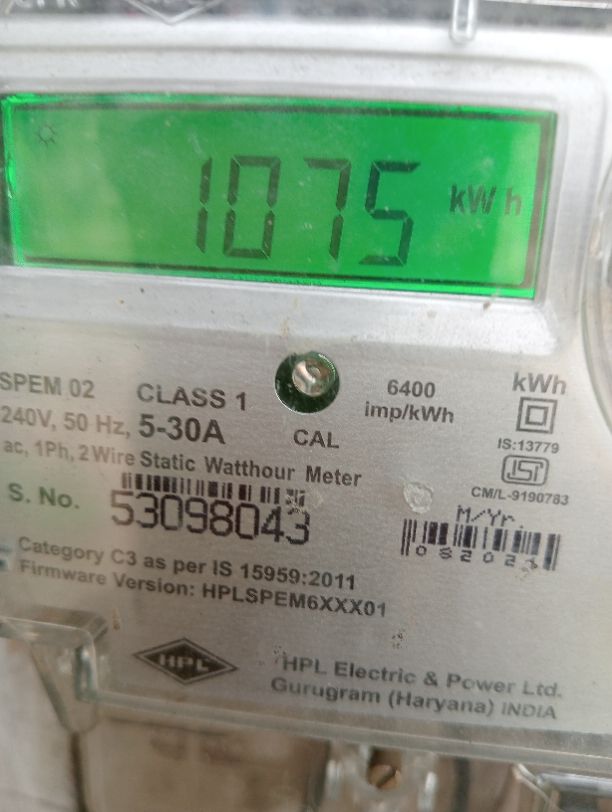 1075 kWh
SPEM 02 CLASS 1 6400 imp/kWh kWh
240V, 50 Hz, 5-30A CAL IS:13779
ac, 1Ph, 2 Wire Static Watthour Meter
CM/L-9190783
S. No. 53098043 M/Yr.
Category C3 as per IS 15959:2011
Firmware Version: HPLSPEM6XXX01
HPL HPL Electric & Power Ltd.
Gurugram (Haryana) INDIA